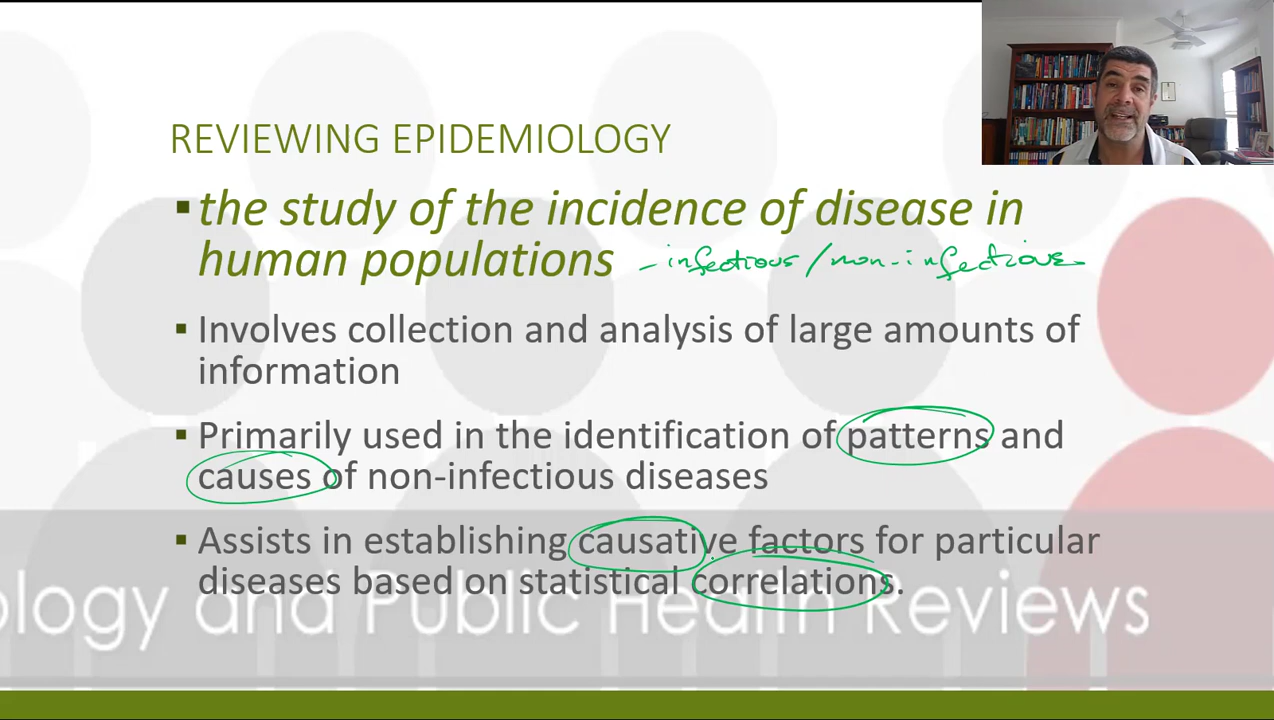 REVIEWING EPIDEMIOLOGY
▪ the study of the incidence of disease in
human populations - infectious / non-infectious
▪ Involves collection and analysis of large amounts of
information
▪ Primarily used in the identification of patterns and
causes of non-infectious diseases
▪ Assists in establishing causative factors for particular
diseases based on statistical correlations.
ology and Public Health Reviews